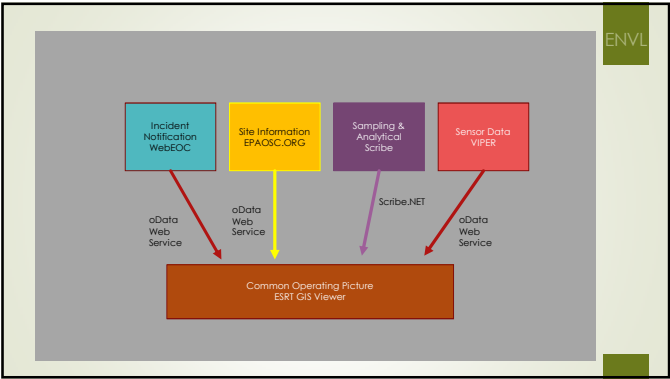 ENVL
Incident
Notification
WebEOC
Site Information
EPAOSC.ORG
Sampling &
Analytical
Scribe
Sensor Data
VIPER
oData
Web
Service
oData
Web
Service
Scribe.NET
oData
Web
Service
Common Operating Picture
ESRT GIS Viewer